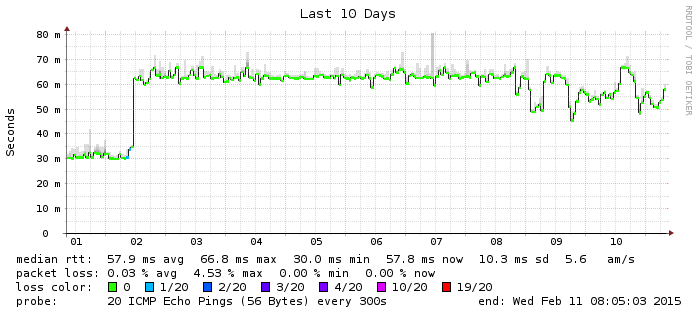 Last 10 Days
RRDTOOL / TOBI OETIKER
Seconds
80 m
70 m
60 m
50 m
40 m
30 m
20 m
10 m
0
01 02 03 04 05 06 07 08 09 10
median rtt: 57.9 ms avg 66.8 ms max 30.0 ms min 57.8 ms now 10.3 ms sd 5.6 am/s
packet loss: 0.03 % avg 4.53 % max 0.00 % min 0.00 % now
loss color: 0 1/20 2/20 3/20 4/20 10/20 19/20
probe: 20 ICMP Echo Pings (56 Bytes) every 300s end: Wed Feb 11 08:05:03 2015